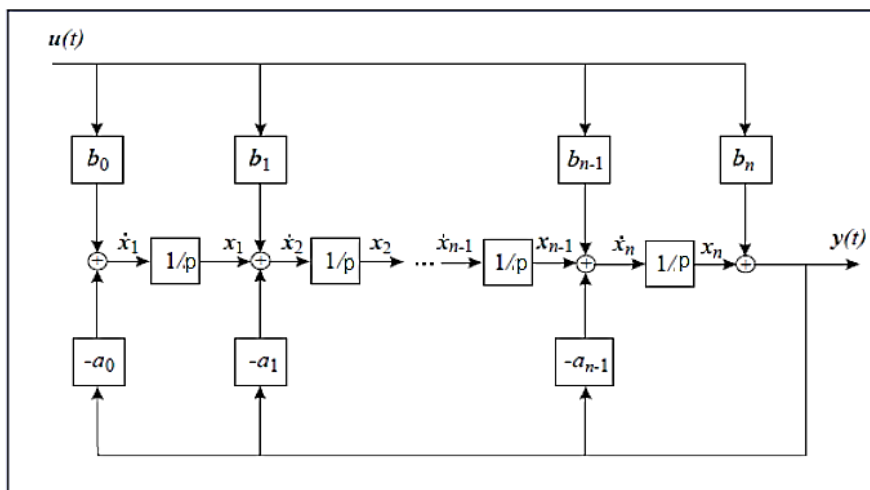 u(t)
b₀ b₁ bₙ₋₁ bₙ
ẋ₁ x₁ ẋ₂ x₂ ẋₙ₋₁ xₙ₋₁ ẋₙ xₙ y(t)
+ 1/p + 1/p ... 1/p + 1/p +
-a₀ -a₁ -aₙ₋₁